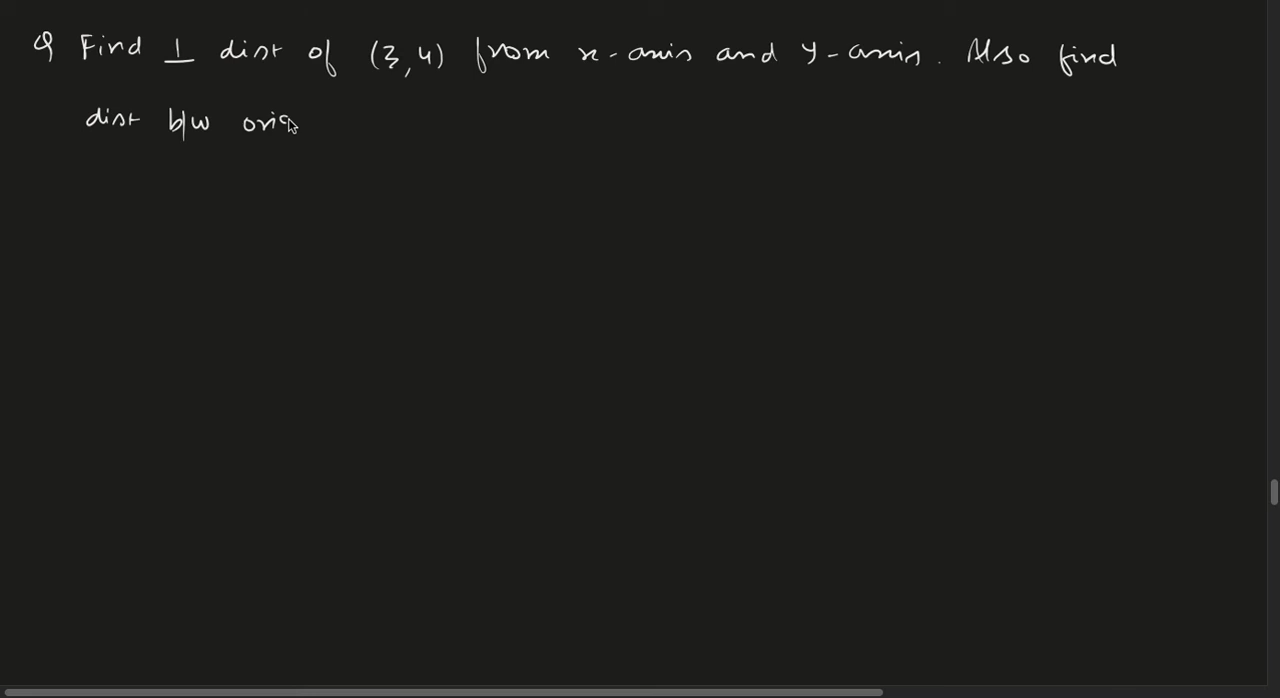 Q Find ⊥ dist of (3,4) from x-axis and y-axis. Also find
dist b/w orig